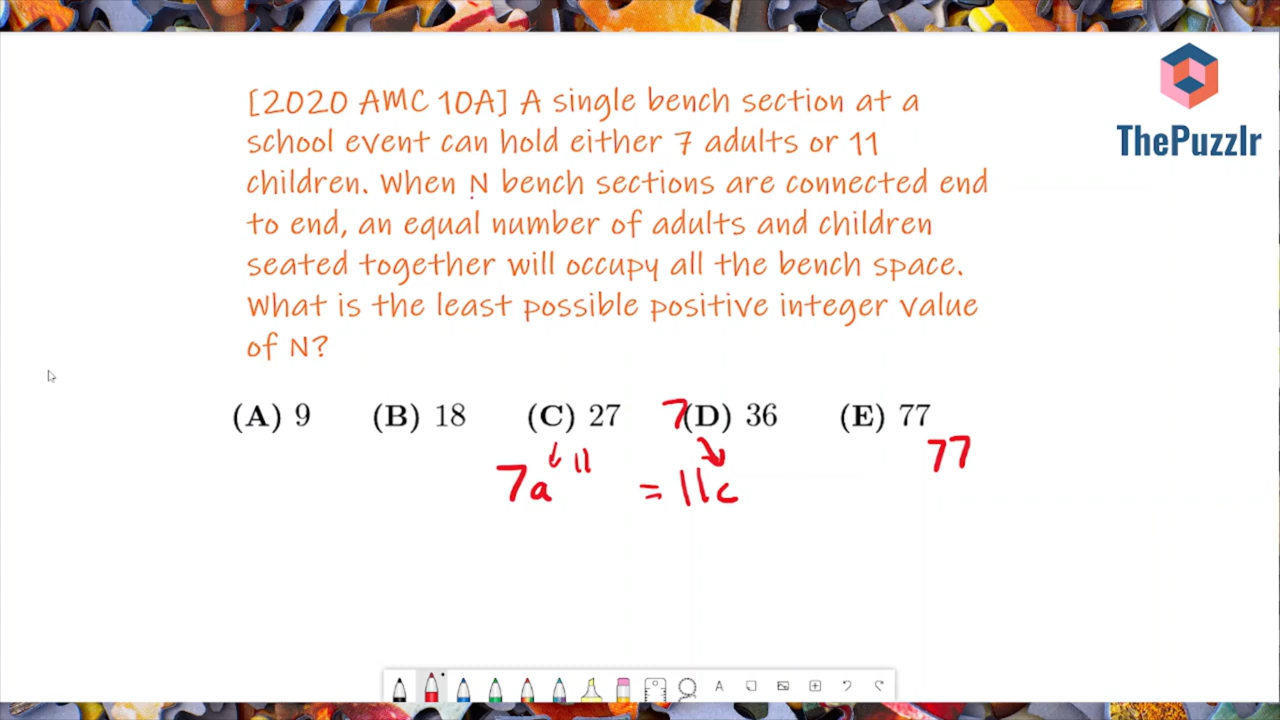 [2020 AMC 10A] A single bench section at a
school event can hold either 7 adults or 11
children. When N bench sections are connected end
to end, an equal number of adults and children
seated together will occupy all the bench space.
What is the least possible positive integer value
of N?
ThePuzzlr
(A) 9 (B) 18 (C) 27 7 (D) 36 (E) 77
11 77
7a = 11c
A